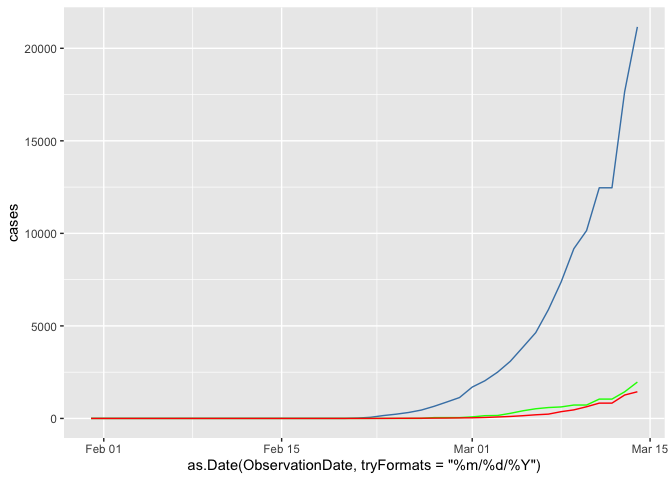 20000
15000
10000
5000
0
cases
Feb 01
Feb 15
Mar 01
Mar 15
as.Date(ObservationDate, tryFormats = "%m/%d/%Y")